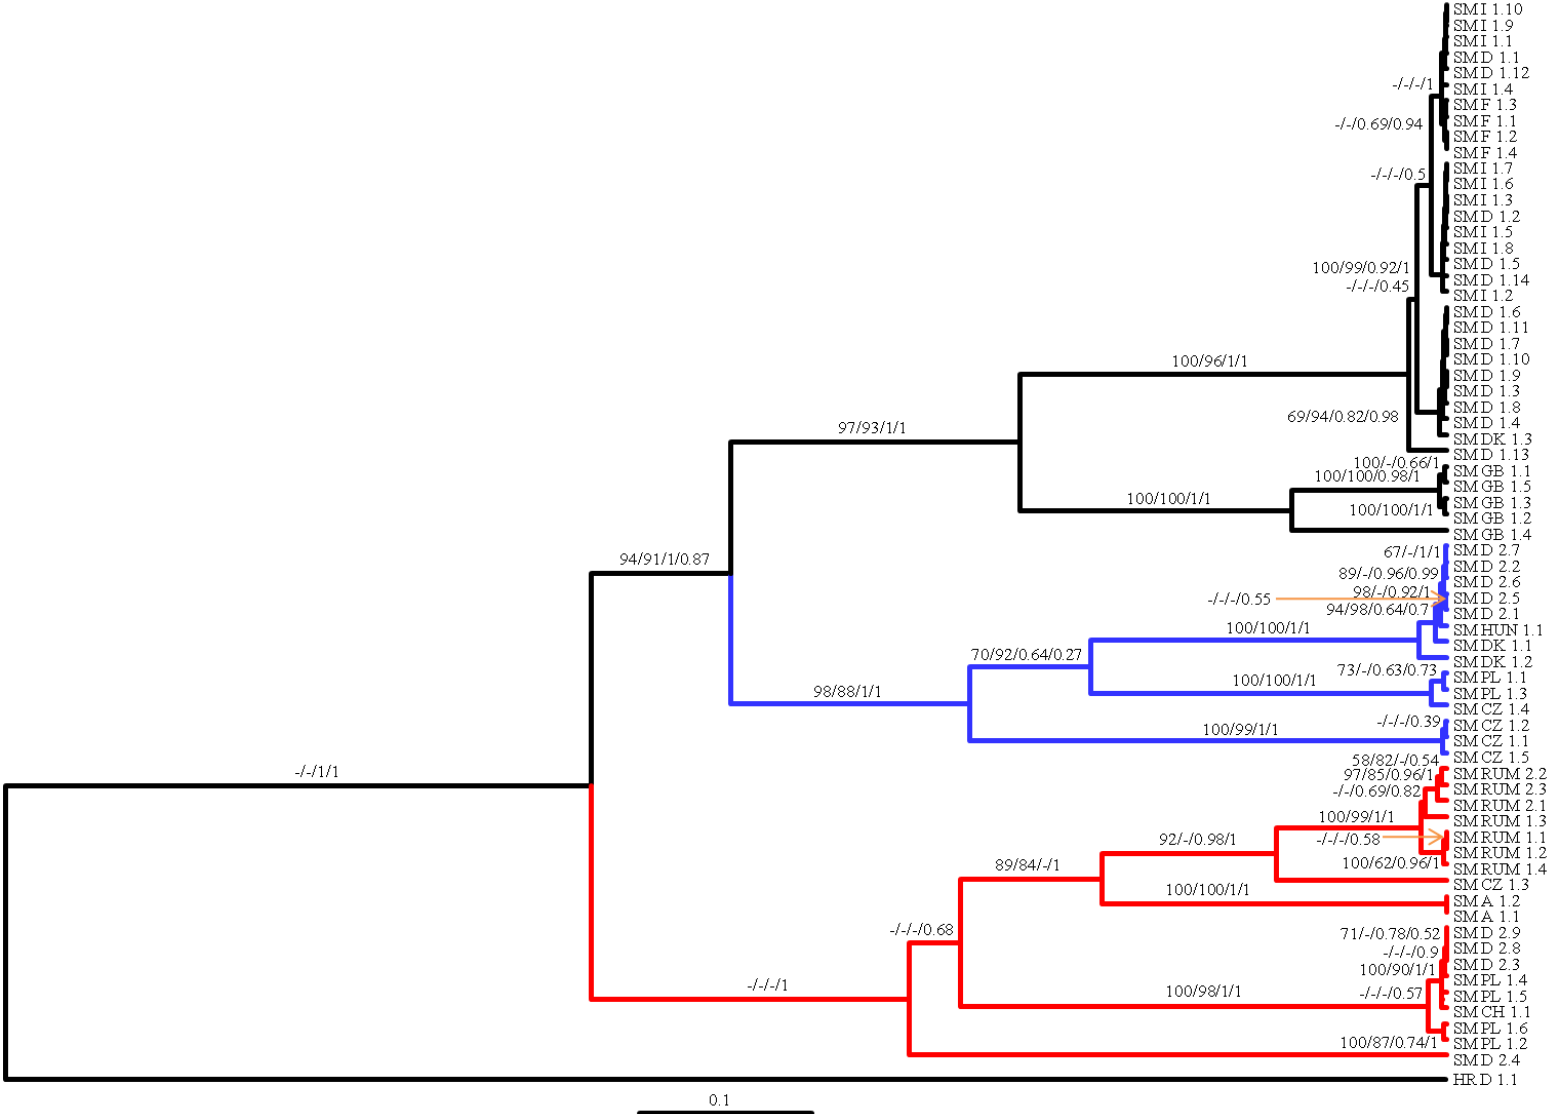 SMI 1.10
SMI 1.9
SMI 1.1
SMD 1.1
SMD 1.12
-/-/-/1
SMI 1.4
SMF 1.3
-/-/0.69/0.94
SMF 1.1
SMF 1.2
SMF 1.4
SMI 1.7
-/-/-/0.5
SMI 1.6
SMI 1.3
SMD 1.2
SMI 1.5
SMI 1.8
100/99/0.92/1
SMD 1.5
-/-/-/0.45
SMD 1.14
SMI 1.2
SMD 1.6
SMD 1.11
SMD 1.7
100/96/1/1
SMD 1.10
SMD 1.9
SMD 1.3
SMD 1.8
69/94/0.82/0.98
SMD 1.4
97/93/1/1
SMDK 1.3
SMD 1.13
100/-/0.66/1
SMGB 1.1
100/100/0.98/1
SMGB 1.5
100/100/1/1
SMGB 1.3
100/100/1/1
SMGB 1.2
SMGB 1.4
94/91/1/0.87
67/-/1/1
SMD 2.7
SMD 2.2
89/-/0.96/0.99
SMD 2.6
98/-/0.92/1
-/-/-/0.55
SMD 2.5
94/98/0.64/0.7
SMD 2.1
100/100/1/1
SMHUN 1.1
SMDK 1.1
70/92/0.64/0.27
SMDK 1.2
73/-/0.63/0.73
SMPL 1.1
100/100/1/1
98/88/1/1
SMPL 1.3
SMCZ 1.4
-/-/-/0.39
SMCZ 1.2
100/99/1/1
SMCZ 1.1
58/82/-/0.54
SMCZ 1.5
-/-/1/1
97/85/0.96/1
SMRUM 2.2
-/-/0.69/0.82
SMRUM 2.3
SMRUM 2.1
100/99/1/1
SMRUM 1.3
92/-/0.98/1
-/-/-/0.58
SMRUM 1.1
SMRUM 1.2
89/84/-/1
100/62/0.96/1
SMRUM 1.4
SMCZ 1.3
100/100/1/1
SMA 1.2
SMA 1.1
-/-/-/0.68
71/-/0.78/0.52
SMD 2.9
-/-/-/0.9
SMD 2.8
100/90/1/1
SMD 2.3
-/-/-/1
SMPL 1.4
100/98/1/1
-/-/-/0.57
SMPL 1.5
SMCH 1.1
SMPL 1.6
100/87/0.74/1
SMPL 1.2
SMD 2.4
HRD 1.1
0.1